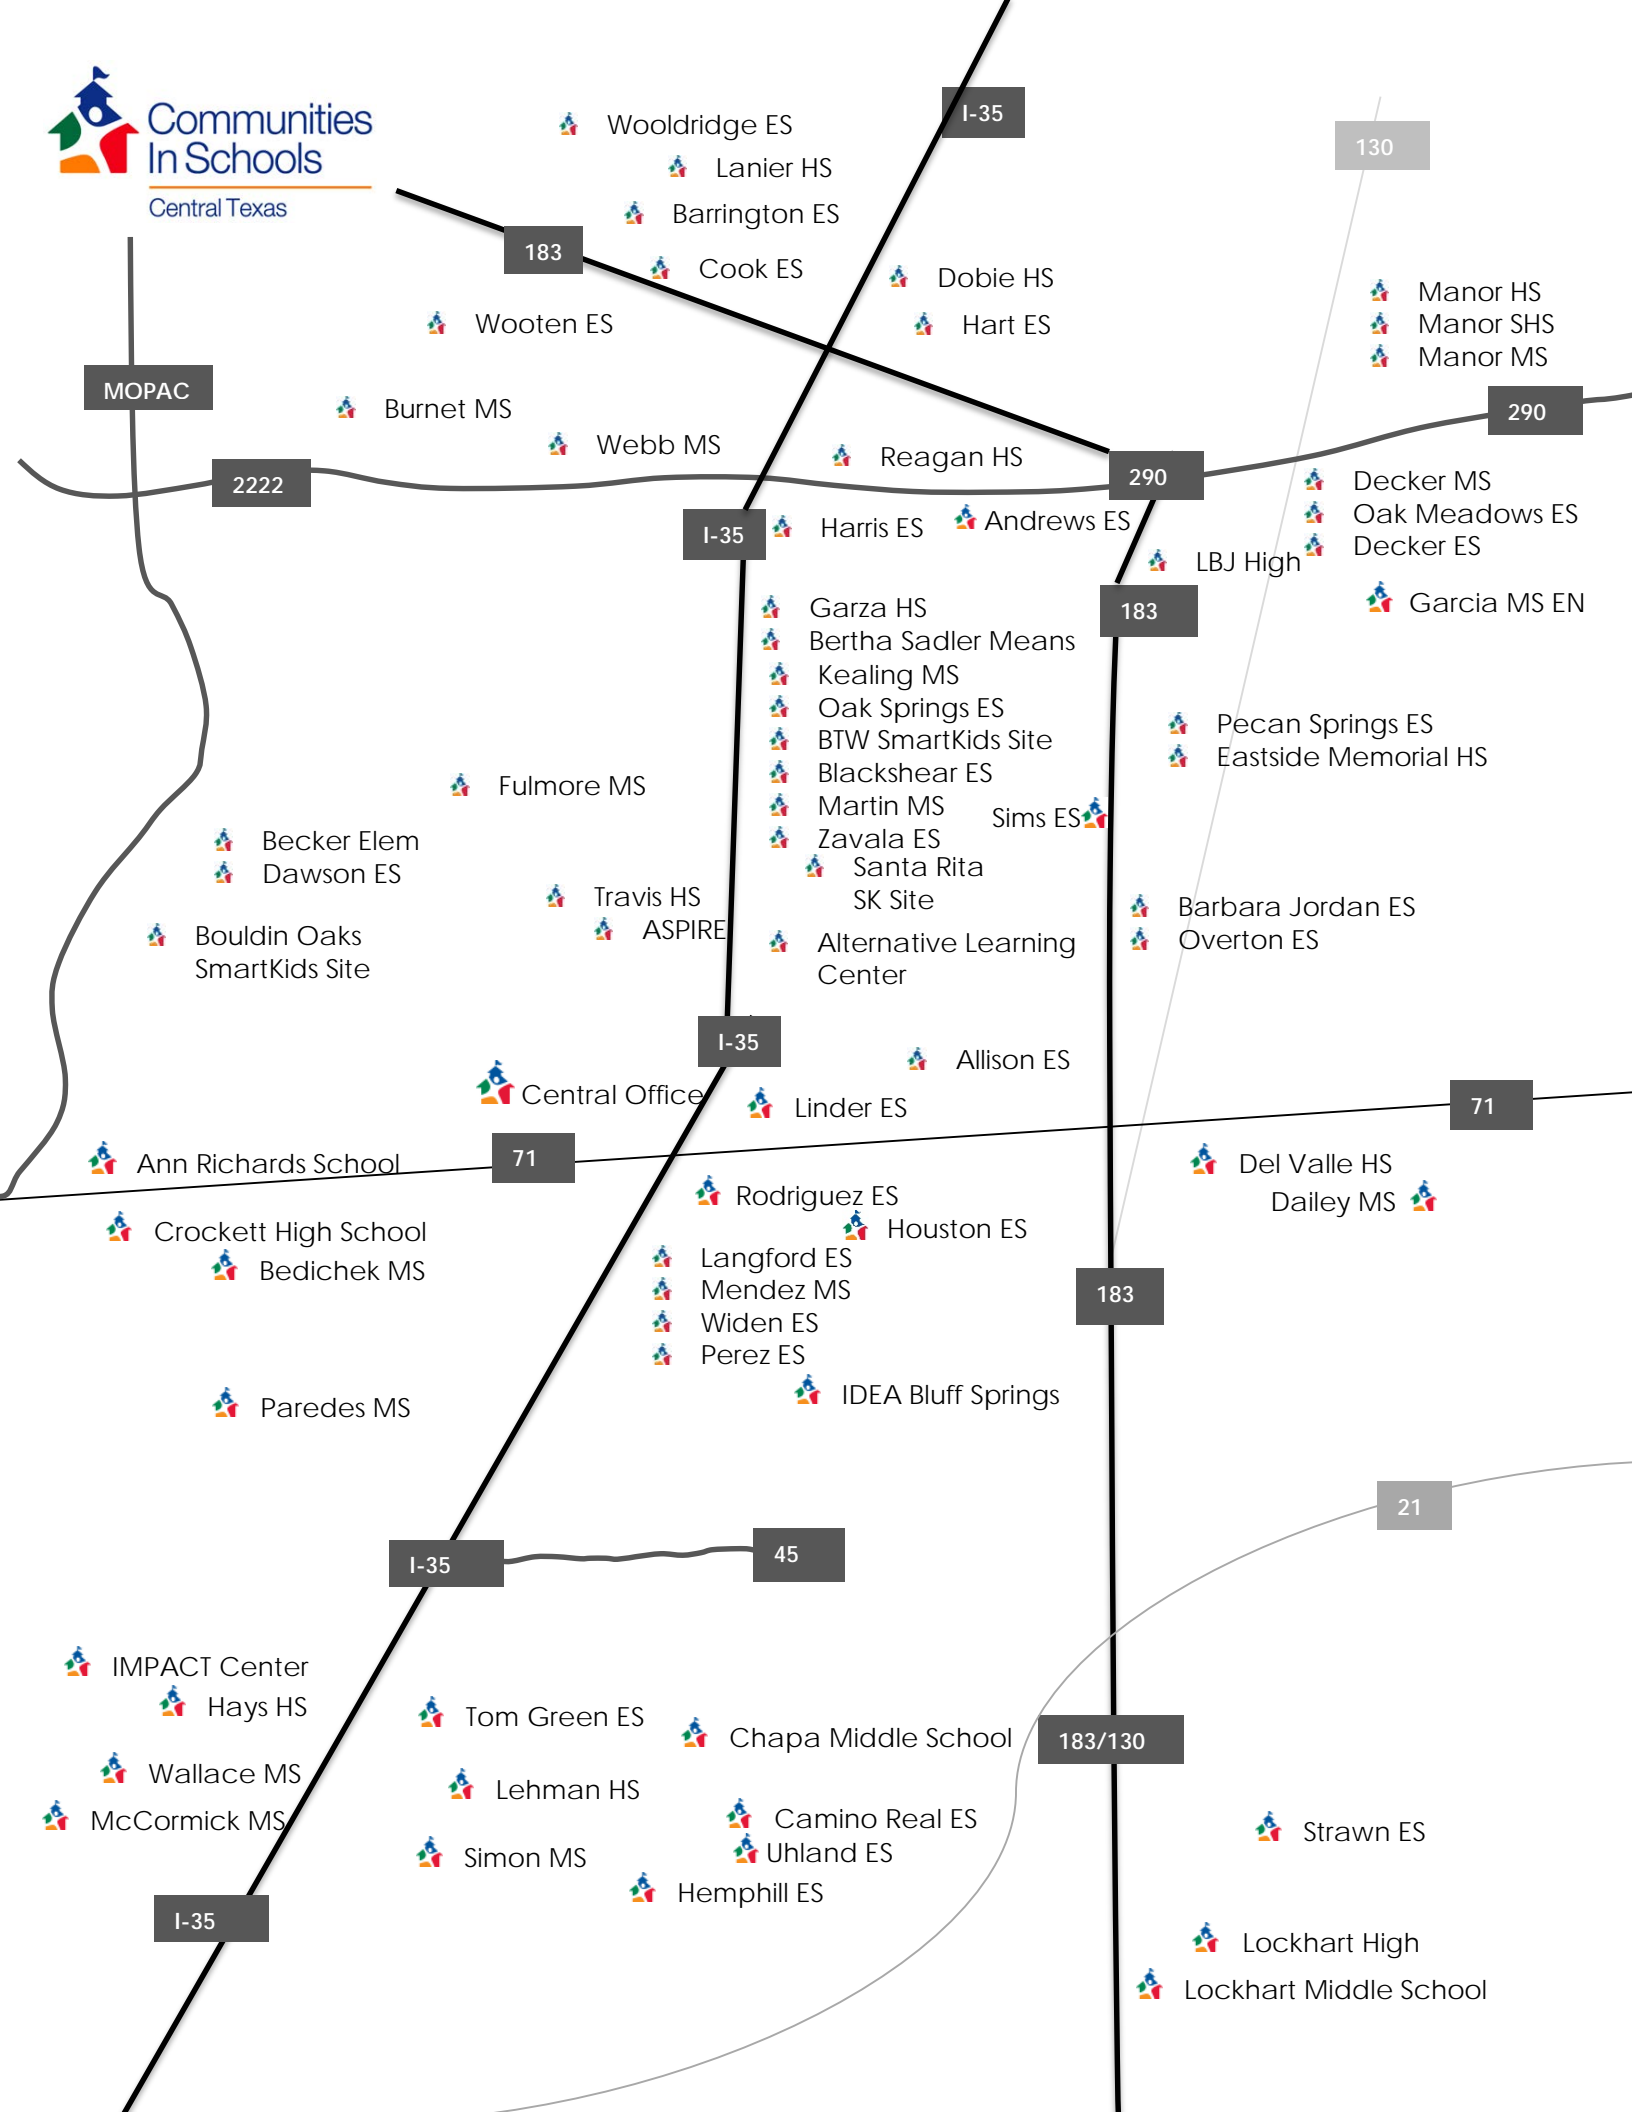 Communities
In Schools
Central Texas
I-35
130
Wooldridge ES
Lanier HS
Barrington ES
183
Cook ES
Dobie HS
Hart ES
Wooten ES
Manor HS
Manor SHS
Manor MS
MOPAC
Burnet MS
290
Webb MS
Reagan HS
2222
290
Decker MS
Oak Meadows ES
Decker ES
I-35
Harris ES
Andrews ES
LBJ High
183
Garcia MS EN
Garza HS
Bertha Sadler Means
Kealing MS
Oak Springs ES
BTW SmartKids Site
Blackshear ES
Martin MS
Zavala ES
Santa Rita
SK Site
Sims ES
Pecan Springs ES
Eastside Memorial HS
Fulmore MS
Becker Elem
Dawson ES
Travis HS
ASPIRE
Bouldin Oaks
SmartKids Site
Alternative Learning
Center
Barbara Jordan ES
Overton ES
I-35
Allison ES
Central Office
Linder ES
71
71
Ann Richards School
Del Valle HS
Dailey MS
Rodriguez ES
Houston ES
Crockett High School
Bedichek MS
Langford ES
Mendez MS
Widen ES
Perez ES
183
IDEA Bluff Springs
Paredes MS
21
I-35
45
IMPACT Center
Hays HS
Tom Green ES
Chapa Middle School
183/130
Wallace MS
Lehman HS
McCormick MS
Camino Real ES
Uhland ES
Strawn ES
Simon MS
Hemphill ES
I-35
Lockhart High
Lockhart Middle School